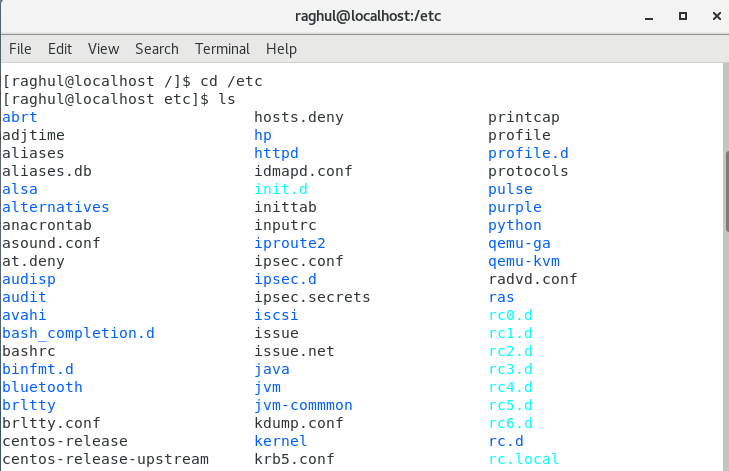 raghul@localhost:/etc
File Edit View Search Terminal Help
[raghul@localhost /]$ cd /etc
[raghul@localhost etc]$ ls
abrt hosts.deny printcap
adjtime hp profile
aliases httpd profile.d
aliases.db idmapd.conf protocols
alsa init.d pulse
alternatives inittab purple
anacrontab inputrc python
asound.conf iproute2 qemu-ga
at.deny ipsec.conf qemu-kvm
audisp ipsec.d radvd.conf
audit ipsec.secrets ras
avahi iscsi rc0.d
bash_completion.d issue rc1.d
bashrc issue.net rc2.d
binfmt.d java rc3.d
bluetooth jvm rc4.d
brltty jvm-commmon rc5.d
brltty.conf kdump.conf rc6.d
centos-release kernel rc.d
centos-release-upstream krb5.conf rc.local